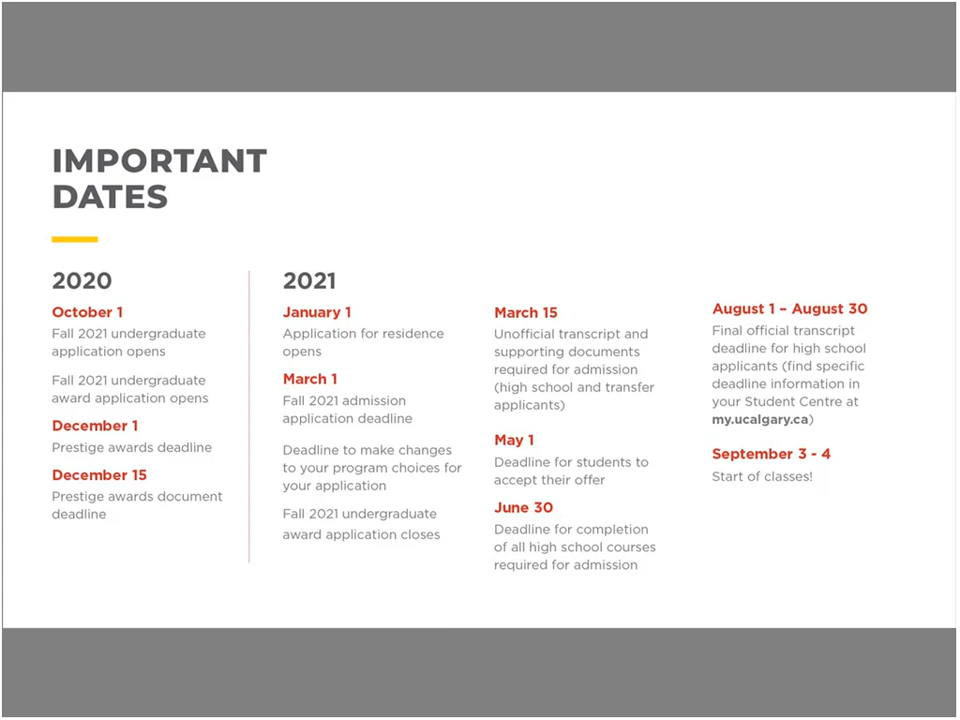 IMPORTANT
DATES
2020
October 1
Fall 2021 undergraduate
application opens
Fall 2021 undergraduate
award application opens
December 1
Prestige awards deadline
December 15
Prestige awards document
deadline
2021
January 1
Application for residence
opens
March 1
Fall 2021 admission
application deadline
Deadline to make changes
to your program choices for
your application
Fall 2021 undergraduate
award application closes
March 15
Unofficial transcript and
supporting documents
required for admission
(high school and transfer
applicants)
May 1
Deadline for students to
accept their offer
June 30
Deadline for completion
of all high school courses
required for admission
August 1 – August 30
Final official transcript
deadline for high school
applicants (find specific
deadline information in
your Student Centre at
my.ucalgary.ca)
September 3 - 4
Start of classes!